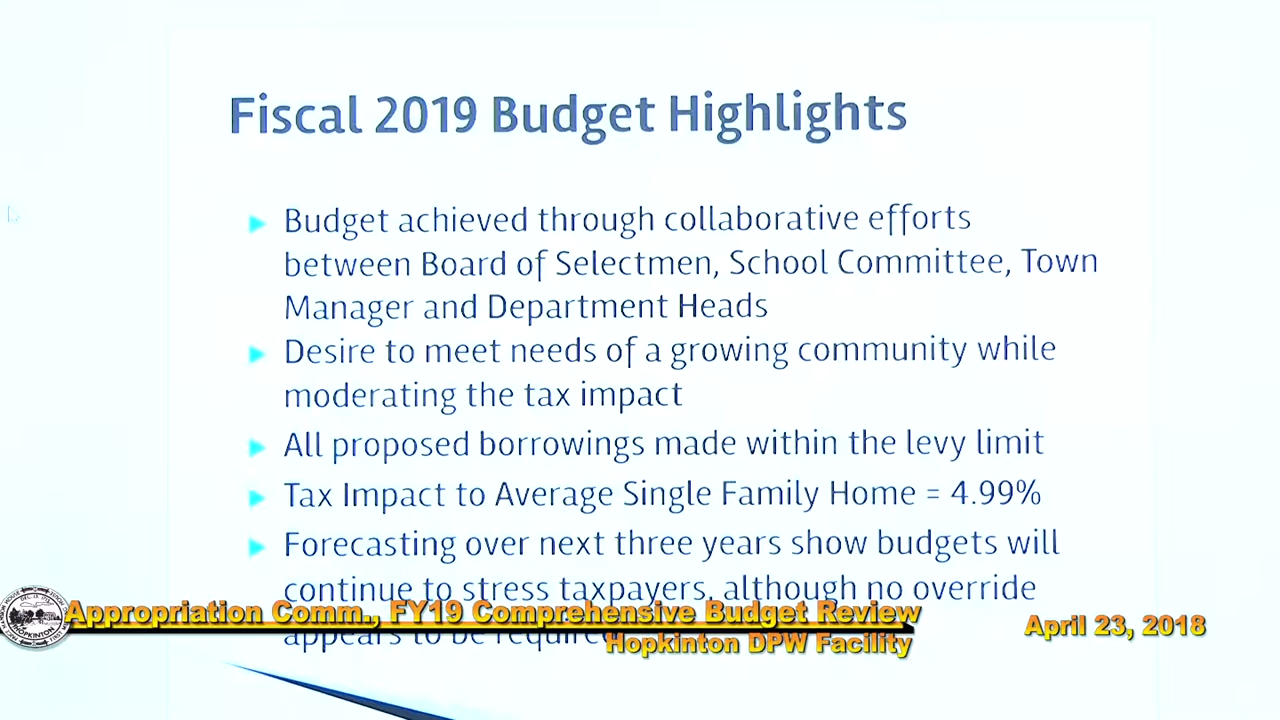 Fiscal 2019 Budget Highlights
Budget achieved through collaborative efforts
between Board of Selectmen, School Committee, Town
Manager and Department Heads
Desire to meet needs of a growing community while
moderating the tax impact
All proposed borrowings made within the levy limit
Tax Impact to Average Single Family Home = 4.99%
Forecasting over next three years show budgets will
continue to stress taxpayers, although no override
appears to be
Appropriation Comm., FY19 Comprehensive Budget Review
Hopkinton DPW Facility
April 23, 2018
HOPKINTON